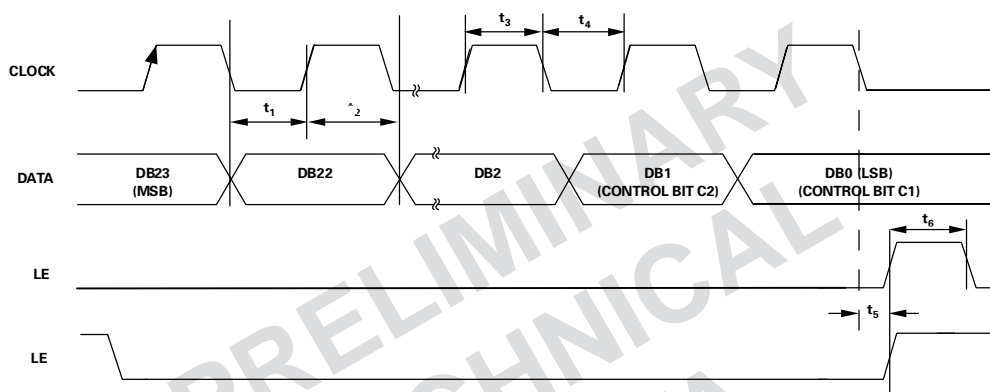 t3 t4
CLOCK
t1
DATA
DB23
(MSB)
DB22
DB2
DB1
(CONTROL BIT C2)
DB0 (LSB)
(CONTROL BIT C1)
t6
LE
t5
LE
PRELIMINARY